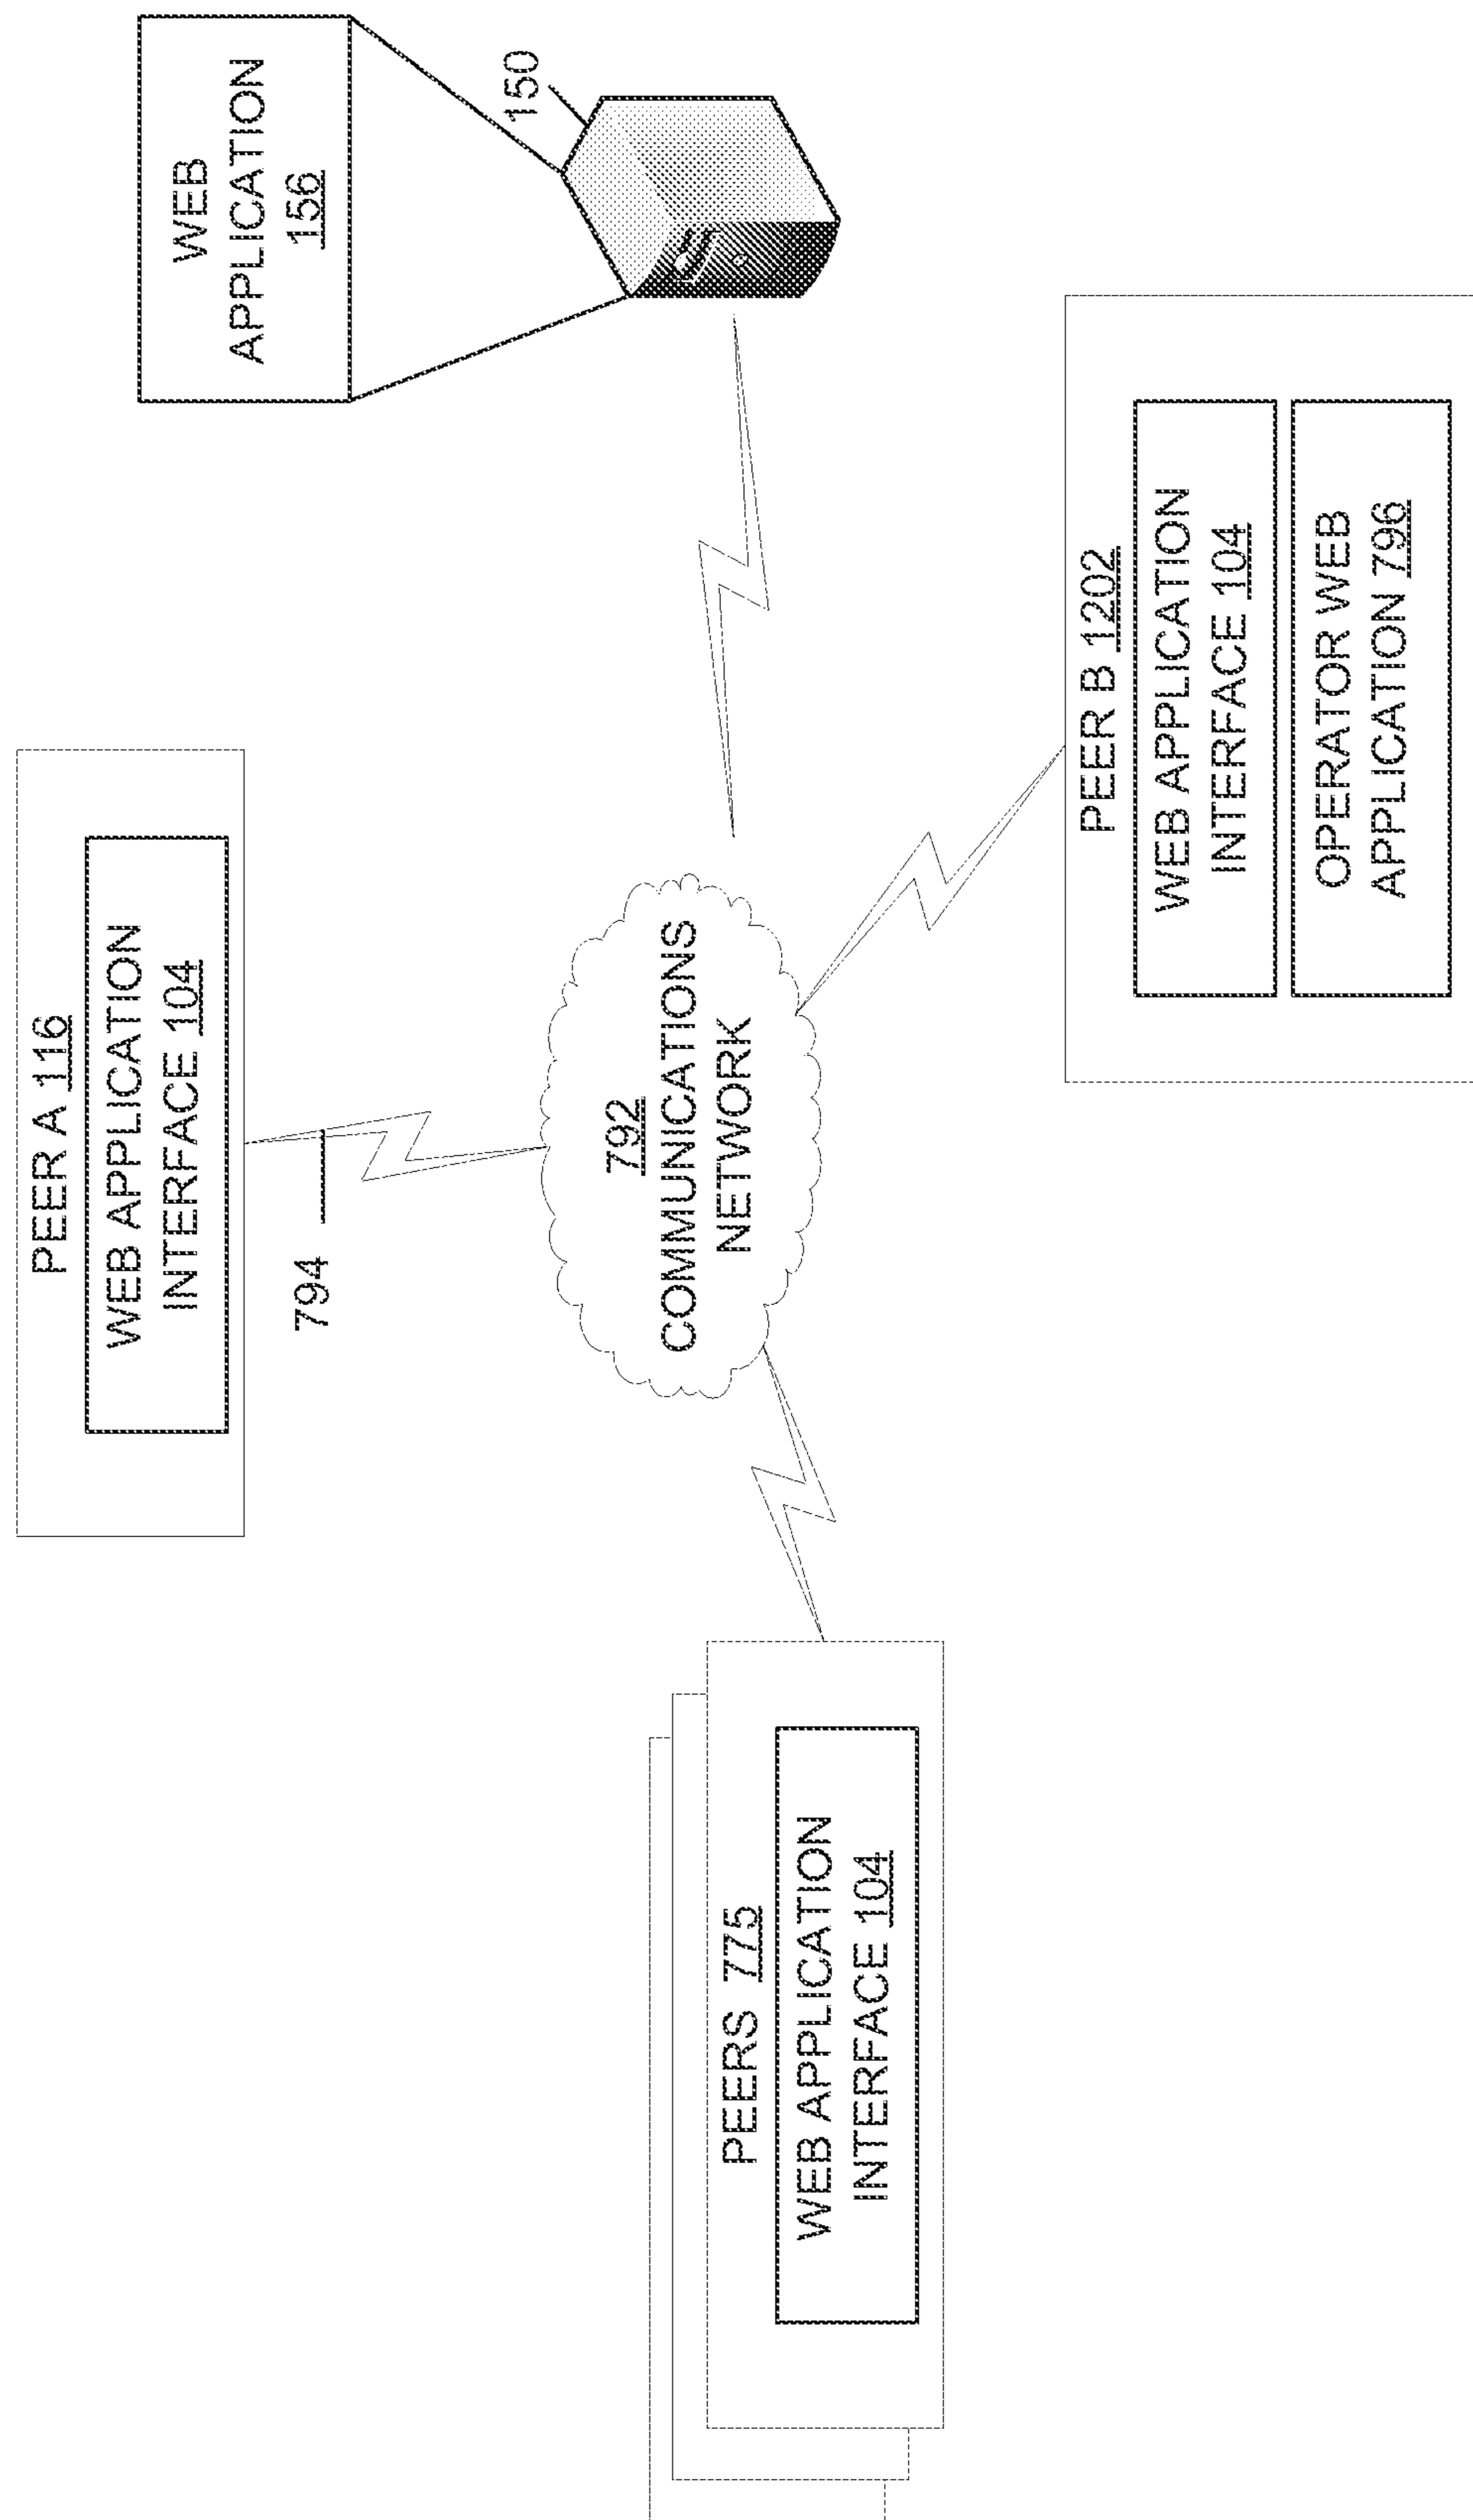 PEER A 116
WEB APPLICATION
INTERFACE 104
794
WEB
APPLICATION
156
150
792
COMMUNICATIONS
NETWORK
PEERS 775
WEB APPLICATION
INTERFACE 104
PEER B 1202
WEB APPLICATION
INTERFACE 104
OPERATOR WEB
APPLICATION 796